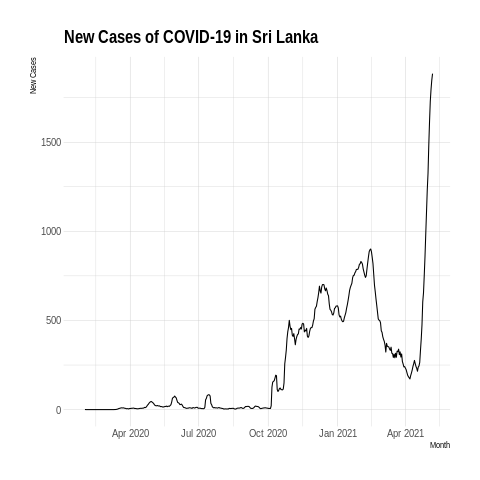 New Cases of COVID-19 in Sri Lanka
New Cases
1500
1000
500
0
Apr 2020 Jul 2020 Oct 2020 Jan 2021 Apr 2021
Month